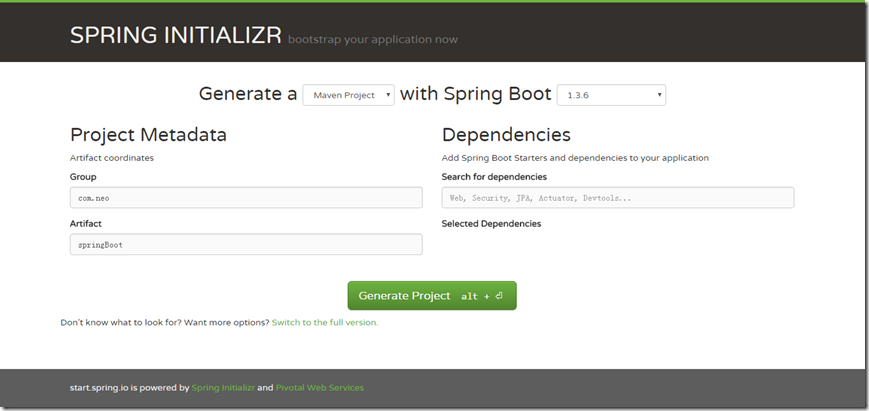 SPRING INITIALIZR bootstrap your application now
Generate a Maven Project with Spring Boot 1.3.6
Project Metadata
Artifact coordinates
Group
com.neo
Artifact
springBoot
Dependencies
Add Spring Boot Starters and dependencies to your application
Search for dependencies
Web, Security, JPA, Actuator, Devtools...
Selected Dependencies
Generate Project alt + ⏎
Don't know what to look for? Want more options? Switch to the full version.
start.spring.io is powered by Spring Initializr and Pivotal Web Services